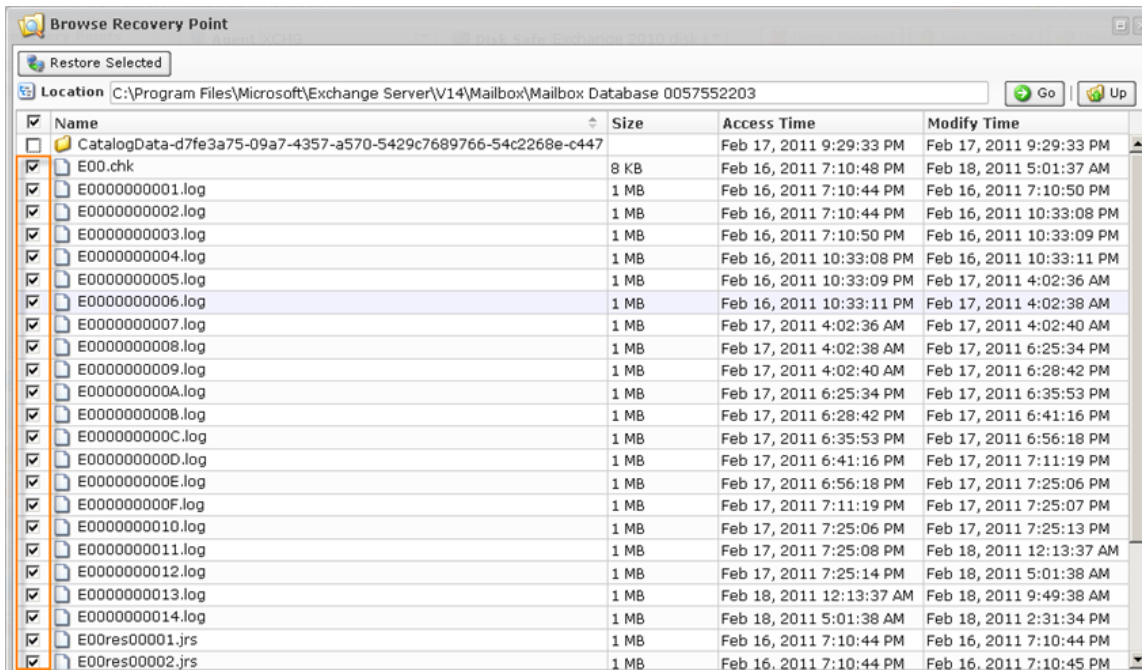 Browse Recovery Point
Restore Selected
Location C:\Program Files\Microsoft\Exchange Server\V14\Mailbox\Mailbox Database 0057552203 Go Up
Name Size Access Time Modify Time
CatalogData-d7fe3a75-09a7-4357-a570-5429c7689766-54c2268e-c447 Feb 17, 2011 9:29:33 PM Feb 17, 2011 9:29:33 PM
E00.chk 8 KB Feb 16, 2011 7:10:48 PM Feb 18, 2011 5:01:37 AM
E0000000001.log 1 MB Feb 16, 2011 7:10:44 PM Feb 16, 2011 7:10:50 PM
E0000000002.log 1 MB Feb 16, 2011 7:10:44 PM Feb 16, 2011 10:33:08 PM
E0000000003.log 1 MB Feb 16, 2011 7:10:50 PM Feb 16, 2011 10:33:09 PM
E0000000004.log 1 MB Feb 16, 2011 10:33:08 PM Feb 16, 2011 10:33:11 PM
E0000000005.log 1 MB Feb 16, 2011 10:33:09 PM Feb 17, 2011 4:02:36 AM
E0000000006.log 1 MB Feb 16, 2011 10:33:11 PM Feb 17, 2011 4:02:38 AM
E0000000007.log 1 MB Feb 17, 2011 4:02:36 AM Feb 17, 2011 4:02:40 AM
E0000000008.log 1 MB Feb 17, 2011 4:02:38 AM Feb 17, 2011 6:25:34 PM
E0000000009.log 1 MB Feb 17, 2011 4:02:40 AM Feb 17, 2011 6:28:42 PM
E000000000A.log 1 MB Feb 17, 2011 6:25:34 PM Feb 17, 2011 6:35:53 PM
E000000000B.log 1 MB Feb 17, 2011 6:28:42 PM Feb 17, 2011 6:41:16 PM
E000000000C.log 1 MB Feb 17, 2011 6:35:53 PM Feb 17, 2011 6:56:18 PM
E000000000D.log 1 MB Feb 17, 2011 6:41:16 PM Feb 17, 2011 7:11:19 PM
E000000000E.log 1 MB Feb 17, 2011 6:56:18 PM Feb 17, 2011 7:25:06 PM
E000000000F.log 1 MB Feb 17, 2011 7:11:19 PM Feb 17, 2011 7:25:07 PM
E0000000010.log 1 MB Feb 17, 2011 7:25:06 PM Feb 17, 2011 7:25:13 PM
E0000000011.log 1 MB Feb 17, 2011 7:25:08 PM Feb 18, 2011 12:13:37 AM
E0000000012.log 1 MB Feb 17, 2011 7:25:14 PM Feb 18, 2011 5:01:38 AM
E0000000013.log 1 MB Feb 18, 2011 12:13:37 AM Feb 18, 2011 9:49:38 AM
E0000000014.log 1 MB Feb 18, 2011 5:01:38 AM Feb 18, 2011 2:31:34 PM
E00res00001.jrs 1 MB Feb 16, 2011 7:10:44 PM Feb 16, 2011 7:10:44 PM
E00res00002.jrs 1 MB Feb 16, 2011 7:10:44 PM Feb 16, 2011 7:10:45 PM